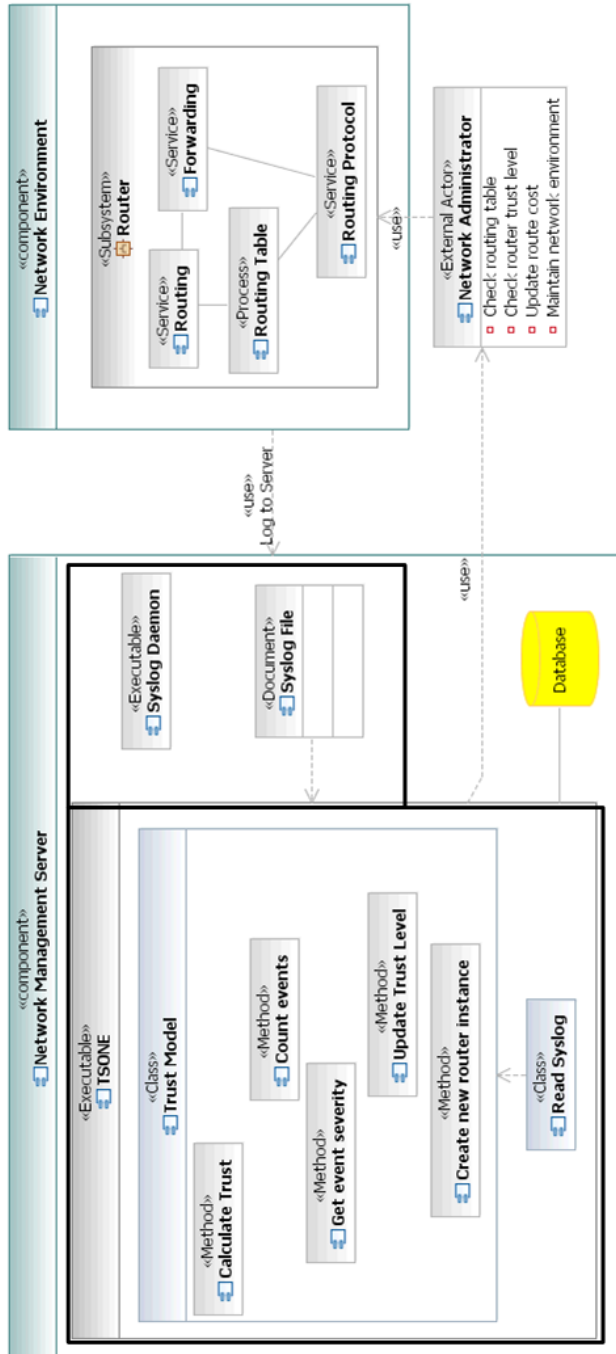 «component»
Network Management Server
«Executable»
TSONE
«Class»
Trust Model
«Method»
Calculate Trust
«Method»
Count events
«Method»
Get event severity
«Method»
Update Trust Level
«Method»
Create new router instance
«Class»
Read Syslog
«Executable»
Syslog Daemon
«Document»
Syslog File
Database
«use»
Log to Server
«use»
«component»
Network Environment
«Subsystem»
Router
«Service»
Routing
«Service»
Forwarding
«Process»
Routing Table
«Service»
Routing Protocol
«use»
«External Actor»
Network Administrator
Check routing table
Check router trust level
Update route cost
Maintain network environment